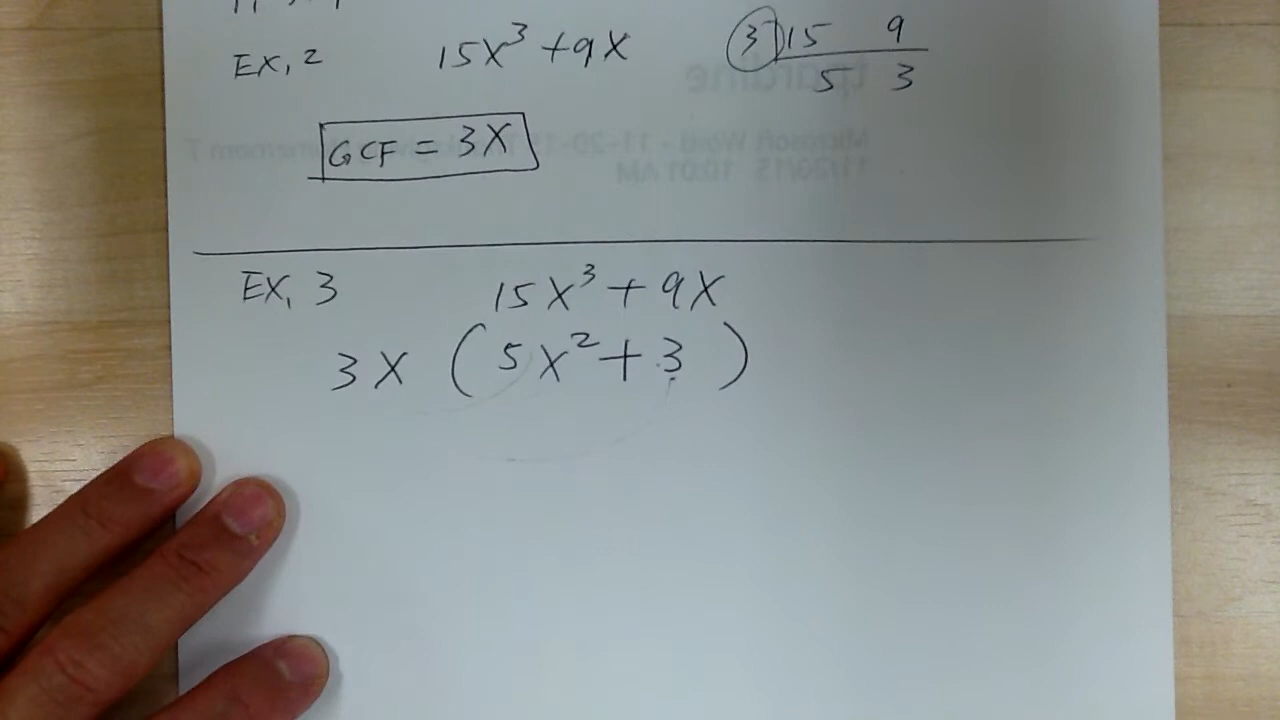 EX, 2 15X³ + 9X 3) 15 9
5 3
GCF = 3X
EX, 3 15X³ + 9X
3X (5X² + 3)